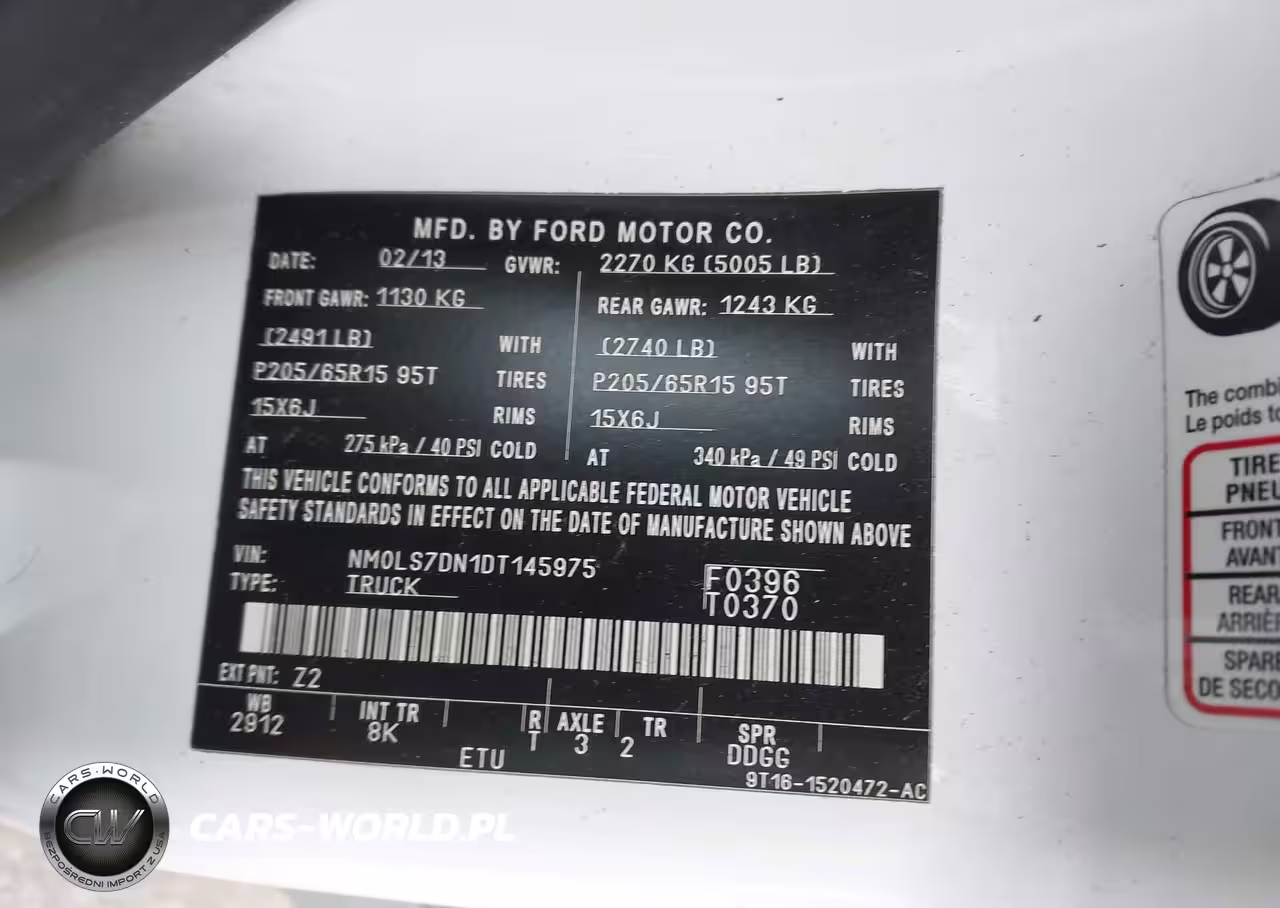 MFD. BY FORD MOTOR CO.
DATE: 02/13 GVWR: 2270 KG (5005 LB)
FRONT GAWR: 1130 KG REAR GAWR: 1243 KG
(2491 LB) WITH (2740 LB) WITH
P205/65R15 95T TIRES P205/65R15 95T TIRES
15X6J RIMS 15X6J RIMS
AT 275 kPa / 40 PSI COLD AT 340 kPa / 49 PSI COLD
THIS VEHICLE CONFORMS TO ALL APPLICABLE FEDERAL MOTOR VEHICLE
SAFETY STANDARDS IN EFFECT ON THE DATE OF MANUFACTURE SHOWN ABOVE
VIN: NM0LS7DN1DT145975 F0396
TYPE: TRUCK T0370
EXT PNT: Z2
WB INT TR R AXLE TR SPR
2912 8K T 3 2 DDGG
ETU
9T16-1520472-AC
The combi
Le poids to
TIRE
PNEU
FRONT
AVANT
REAR
ARRIÈ
SPARE
DE SECO
CARS-WORLD
CW
BEZPOŚREDNI IMPORT Z USA
CARS-WORLD.PL